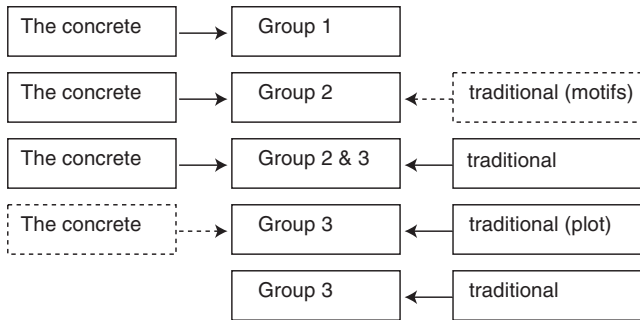 The concrete Group 1
The concrete Group 2 traditional (motifs)
The concrete Group 2 & 3 traditional
The concrete Group 3 traditional (plot)
Group 3 traditional